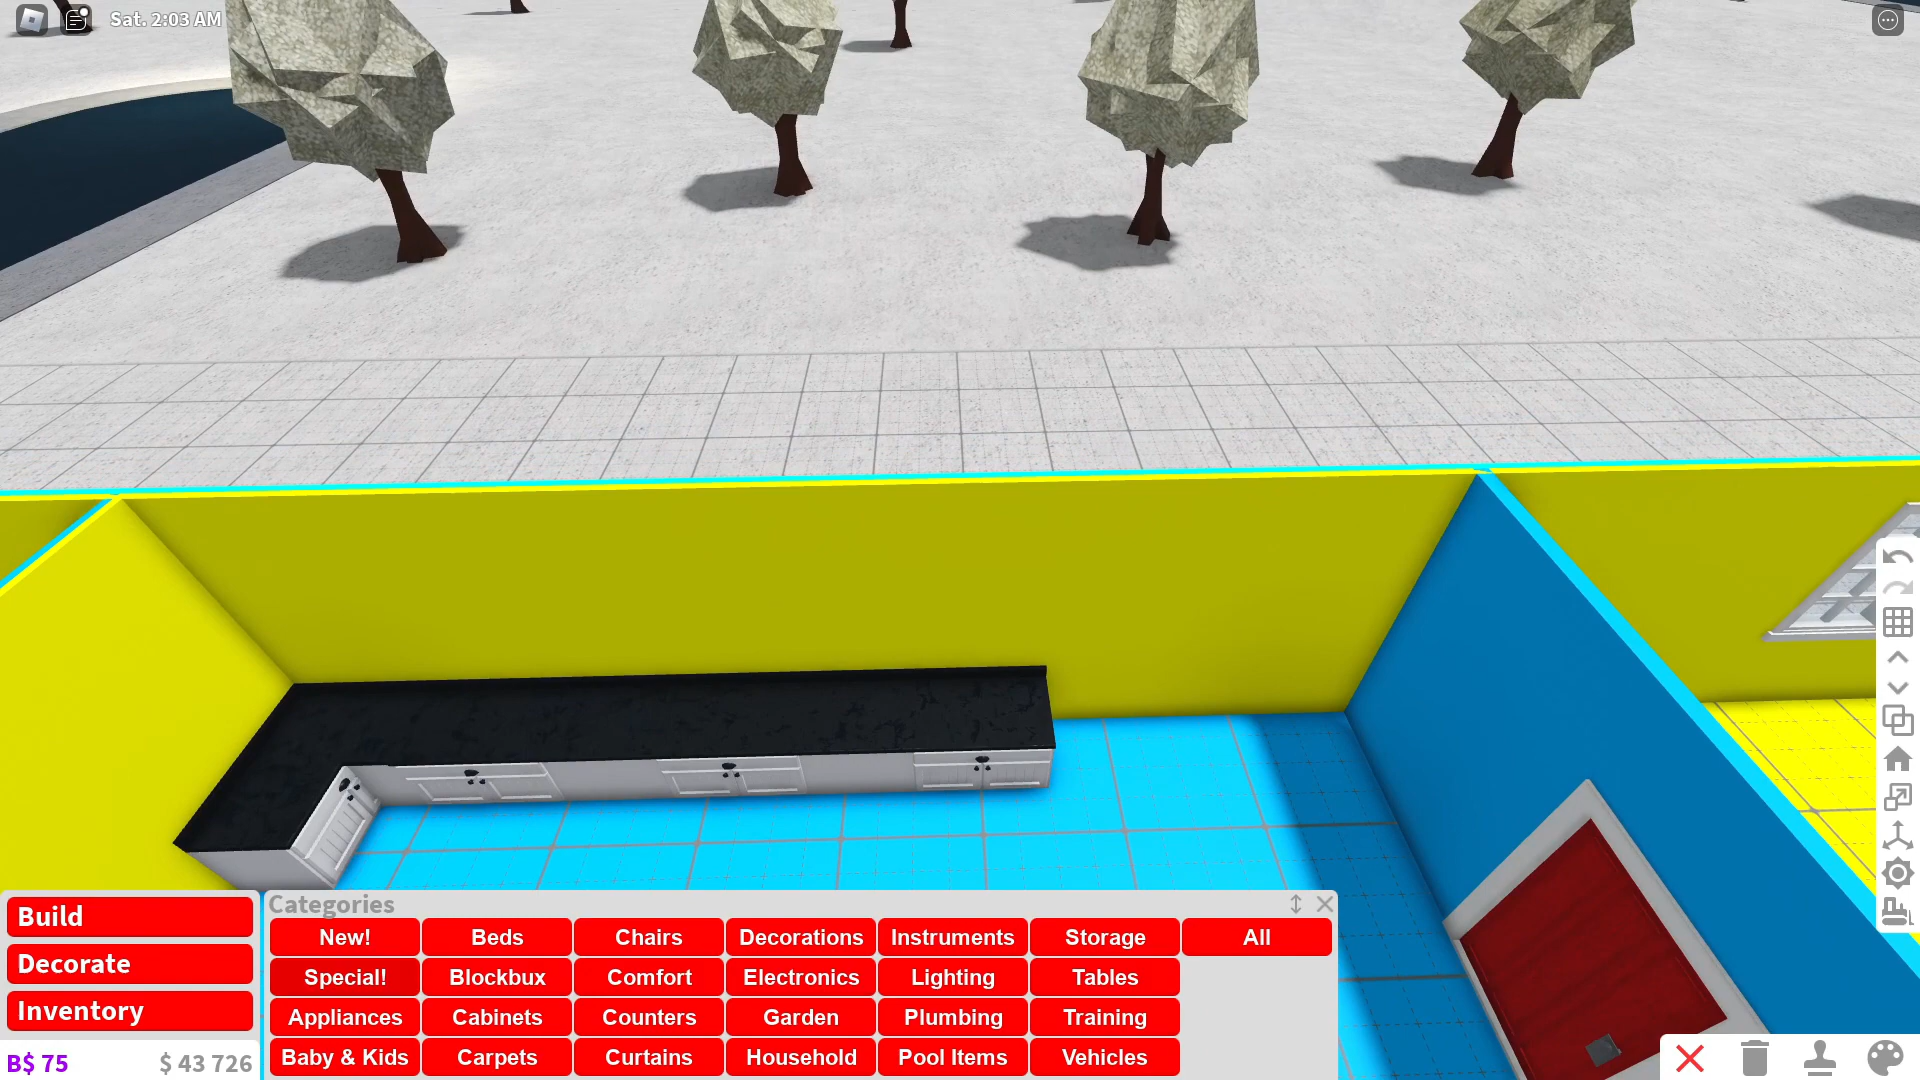 Sat. 2:03 AM
Build
Decorate
Inventory
B$ 75
$ 43 726
Categories
New!
Beds
Chairs
Decorations
Instruments
Storage
All
Special!
Blockbux
Comfort
Electronics
Lighting
Tables
Appliances
Cabinets
Counters
Garden
Plumbing
Training
Baby & Kids
Carpets
Curtains
Household
Pool Items
Vehicles